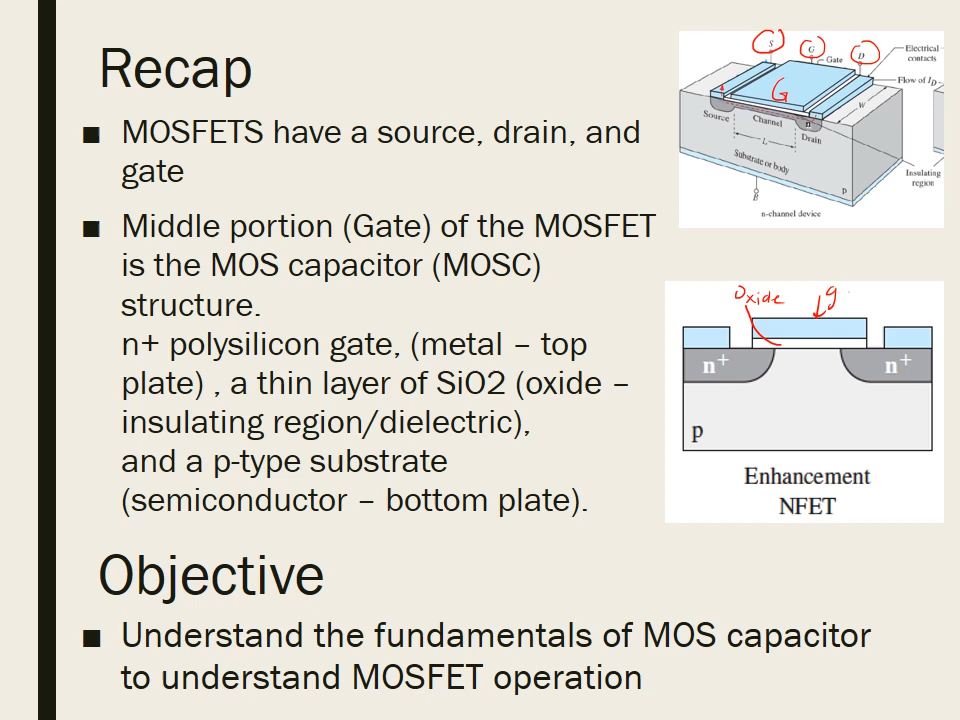 Recap
■ MOSFETS have a source, drain, and
gate
■ Middle portion (Gate) of the MOSFET
is the MOS capacitor (MOSC)
structure.
n+ polysilicon gate, (metal – top
plate) , a thin layer of SiO2 (oxide –
insulating region/dielectric),
and a p-type substrate
(semiconductor – bottom plate).
Objective
■ Understand the fundamentals of MOS capacitor
to understand MOSFET operation
S
G
D
Gate
Electrical
contacts
Flow of I_D
G
W
Source
Channel
n
Drain
L
Substrate or body
Insulating
region
p
B
n-channel device
Oxide
g
n+
n+
p
Enhancement
NFET